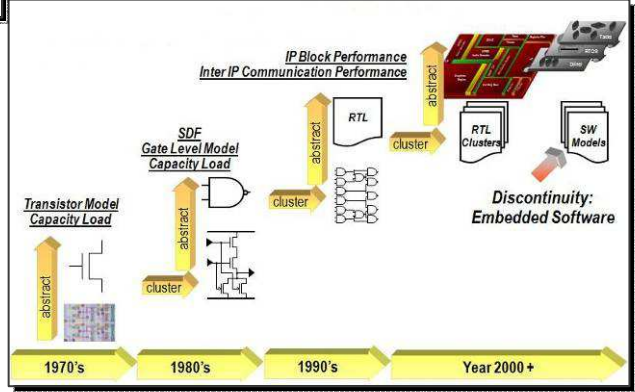 IP Block Performance
Inter IP Communication Performance
abstract
RTL
Clusters
SW
Models
cluster
Discontinuity:
Embedded Software
abstract
RTL
cluster
SDF
Gate Level Model
Capacity Load
abstract
cluster
Transistor Model
Capacity Load
abstract
1970's
1980's
1990's
Year 2000 +